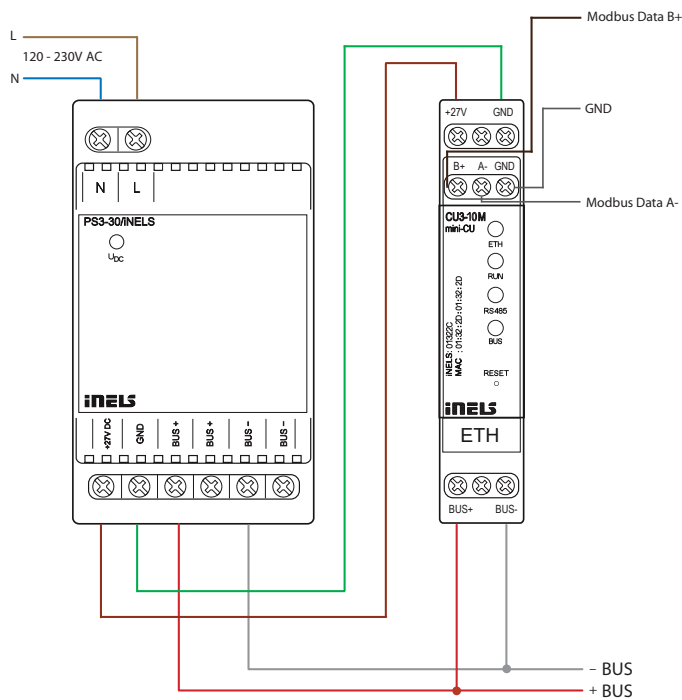 Modbus Data B+
L
120 - 230V AC
N
GND
+27V GND
B+ A- GND
N L
Modbus Data A-
PS3-30/INELS
UDC
CU3-10M
mini-CU
ETH
RUN
RS485
BUS
iNELS: 01322C
MAC : 01:32:2D:01:32:2D
RESET
iNELS
iNELS
ETH
+27V DC
GND
BUS +
BUS +
BUS -
BUS -
BUS+ BUS-
- BUS
+ BUS